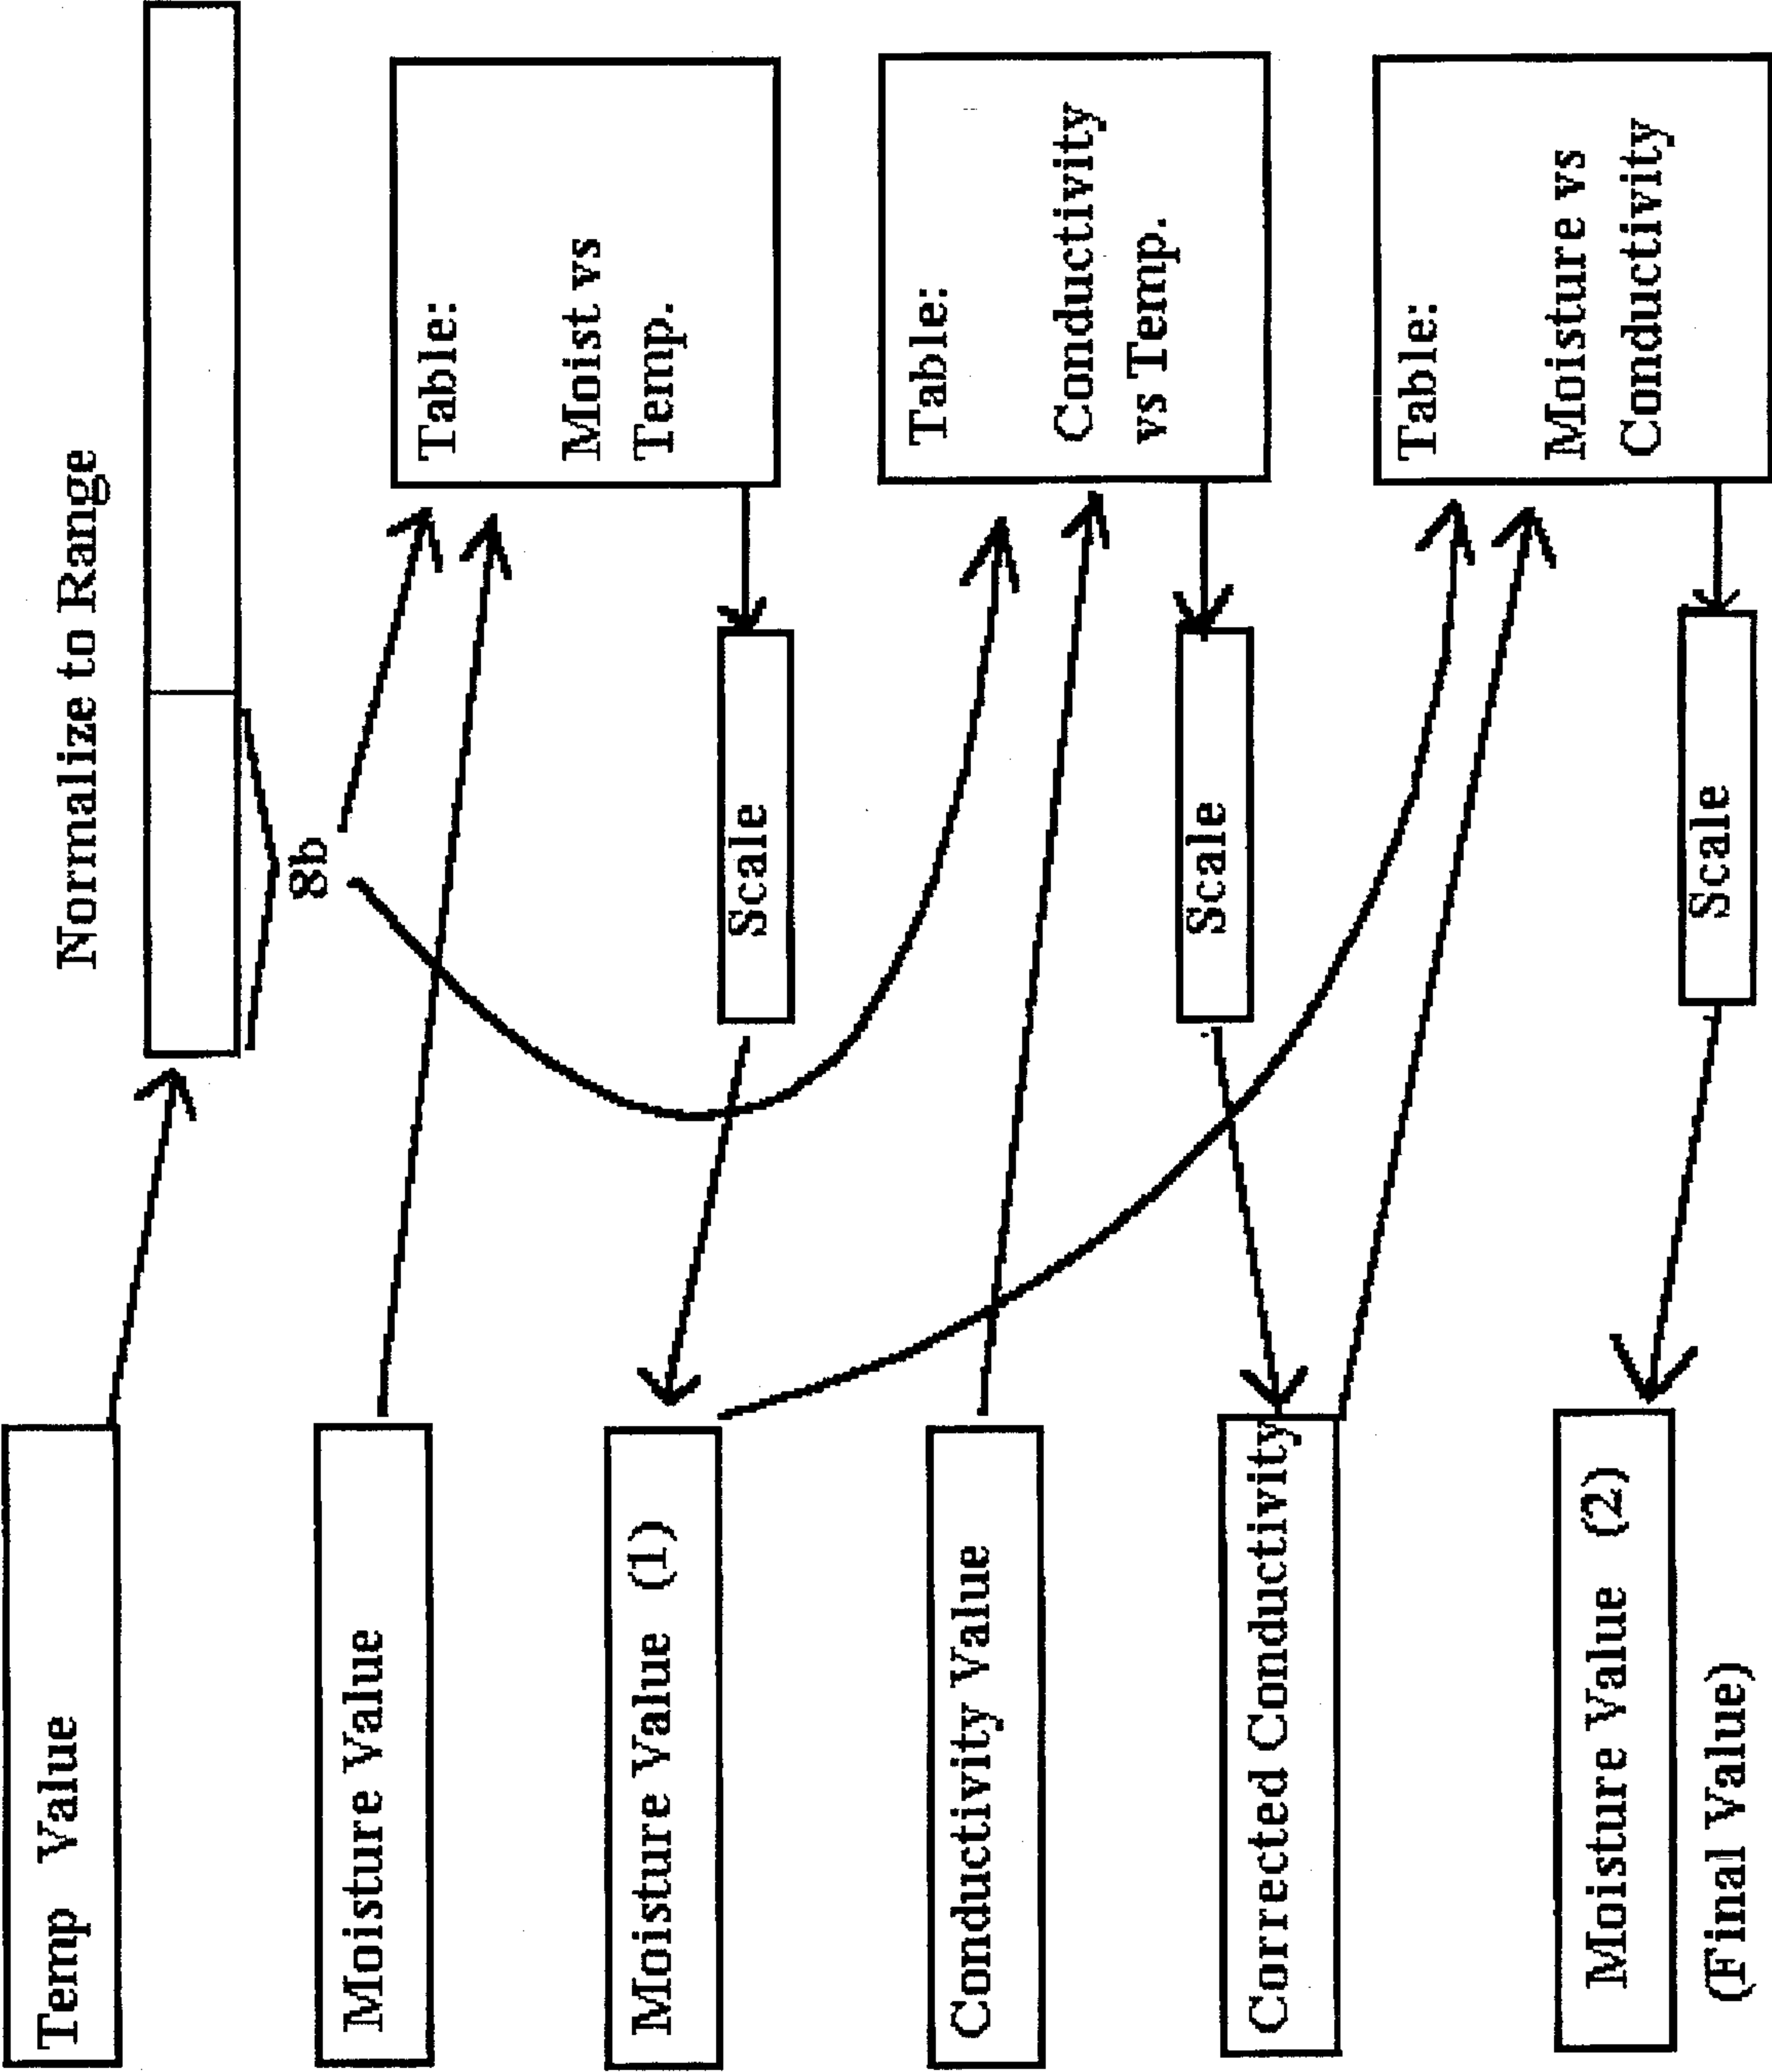 Normalize to Range
Temp Value
8b
Moisture Value
Table:
Moist vs
Temp.
Moisture Value (1)
Scale
Conductivity Value
Table:
Conductivity
vs Temp.
Corrected Conductivity
Scale
Table:
Moisture vs
Conductivity
Moisture Value (2)
(Final Value)
Scale